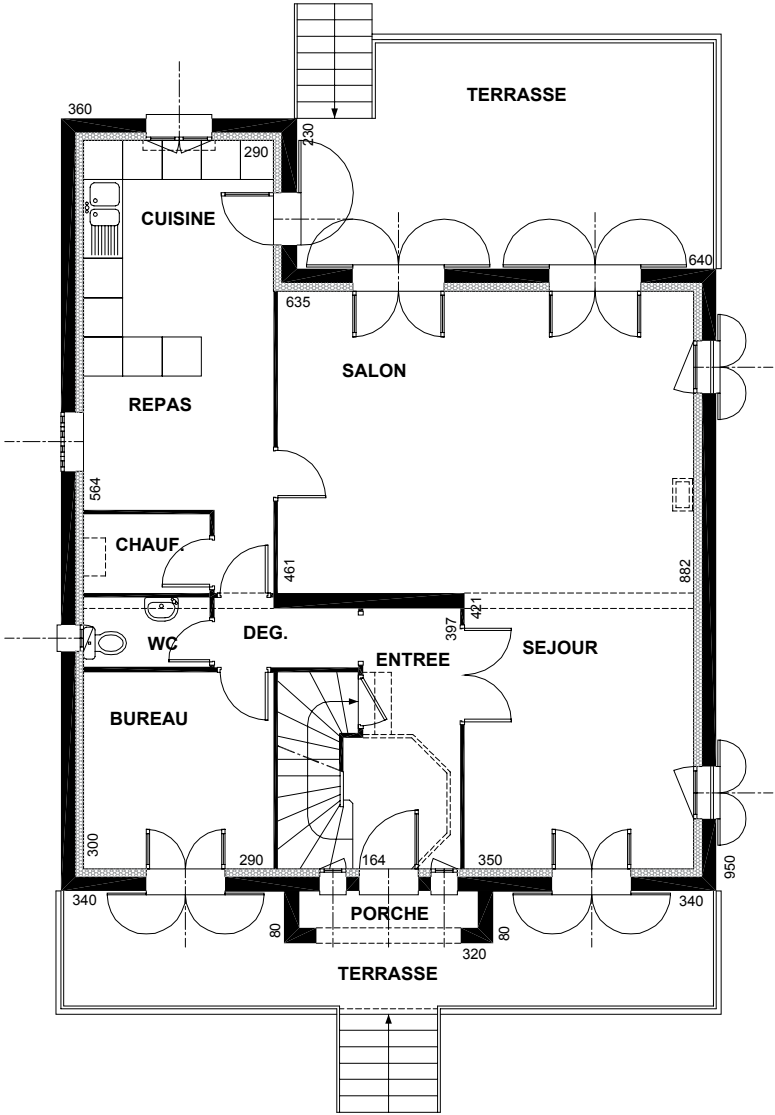 TERRASSE
360
230
290
CUISINE
640
635
SALON
REPAS
564
CHAUF.
461
882
421
397
WC
DEG.
ENTREE
SEJOUR
BUREAU
300
290
164
350
950
340
PORCHE
340
80
80
320
TERRASSE